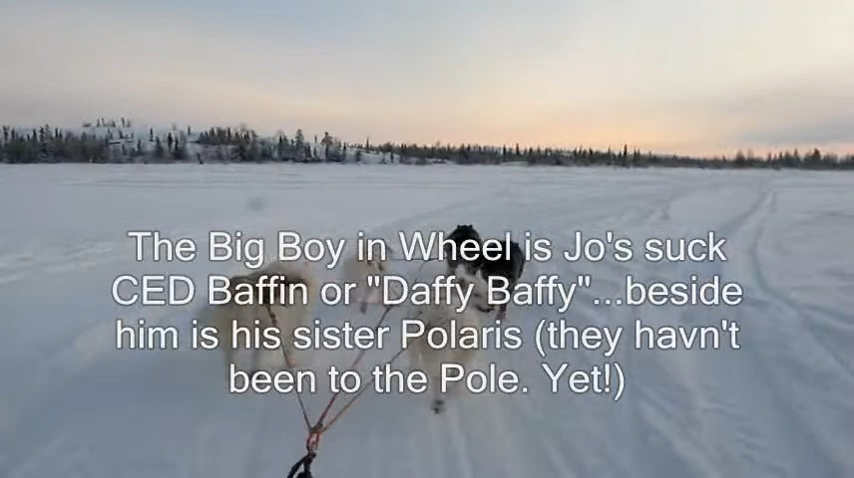 The Big Boy in Wheel is Jo's suck
CED Baffin or "Daffy Baffy"...beside
him is his sister Polaris (they havn't
been to the Pole. Yet!)